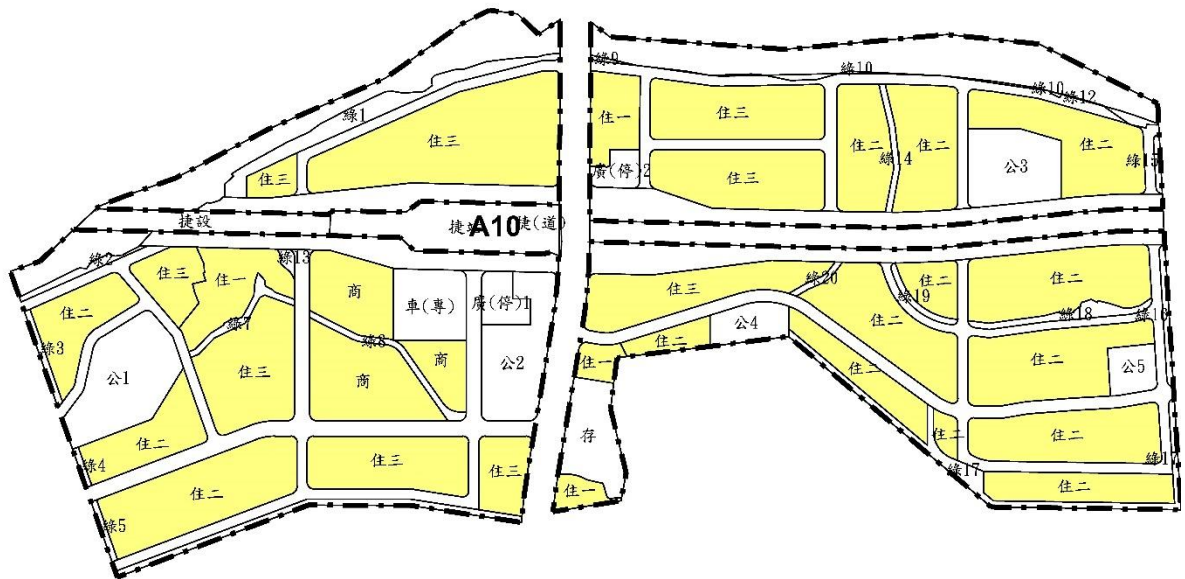 綠9
綠10
綠10
綠12
綠1
住一
住三
住三
住二
綠14
住二
公3
住二
綠15
住三
廣(停)2
住三
捷設
A10
捷(道)
綠2
綠13
住三
住一
商
車(專)
廣(停)1
住三
綠20
綠19
住二
住二
住二
綠3
綠7
綠8
住二
公4
綠18
綠16
公1
住三
商
商
公2
住一
住二
住二
住二
公5
綠4
住二
住三
住三
存
住二
住二
綠17
綠17
綠5
住二
住一
住二